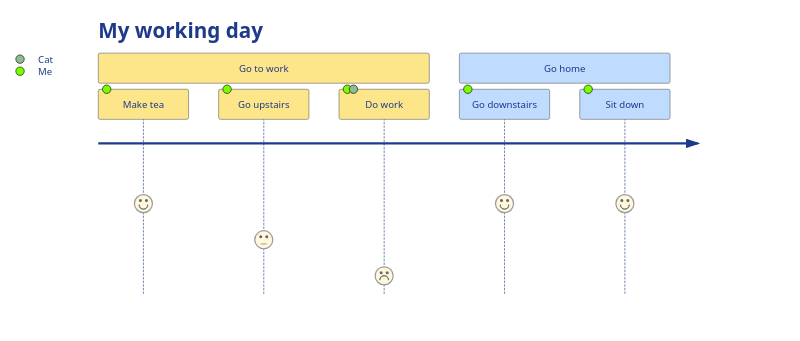 My working day
Cat
Me
Go to work
Go home
Make tea
Go upstairs
Do work
Go downstairs
Sit down